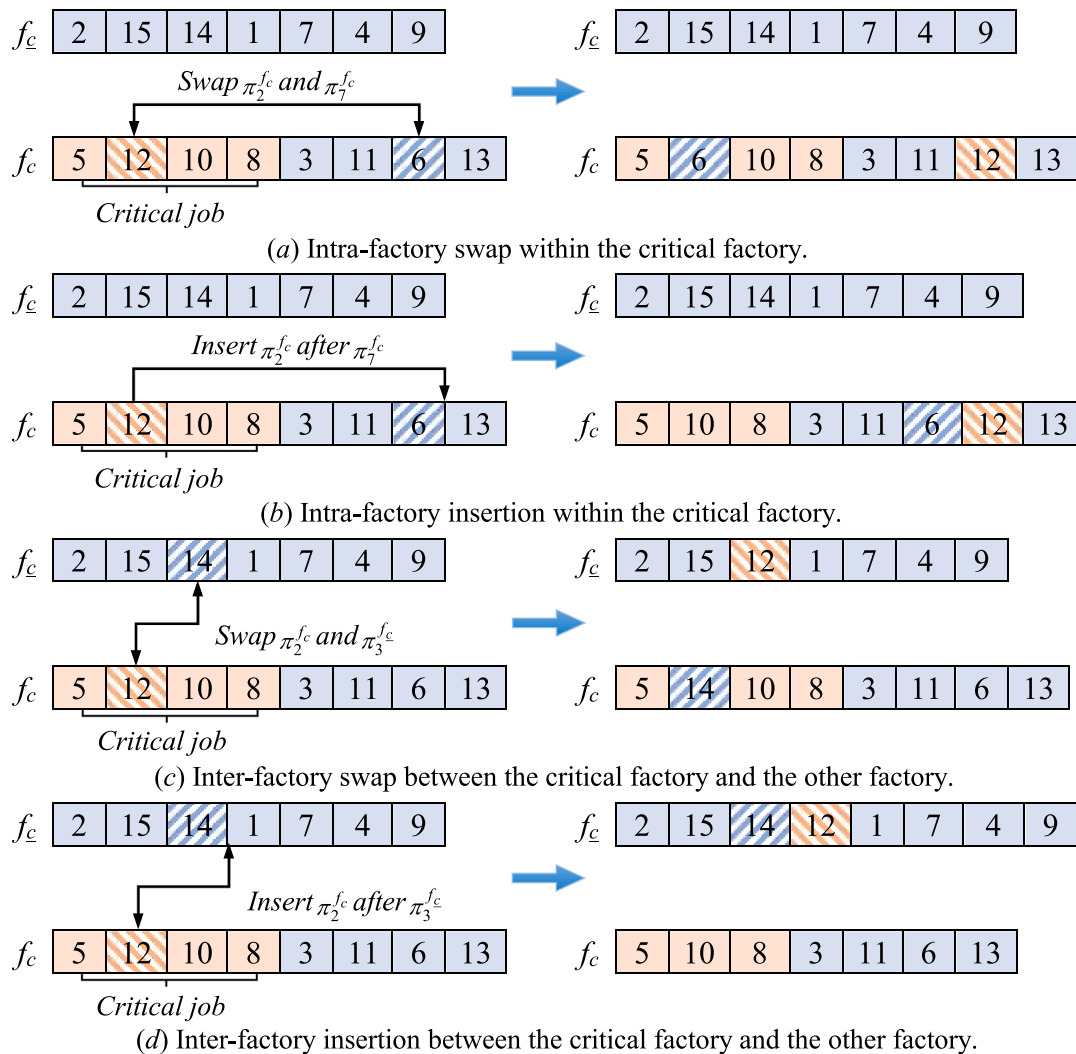 f_c̲ 2 15 14 1 7 4 9 f_c̲ 2 15 14 1 7 4 9
Swap π_2^{f_c} and π_7^{f_c}
f_c 5 12 10 8 3 11 6 13 f_c 5 6 10 8 3 11 12 13
Critical job
(a) Intra-factory swap within the critical factory.
f_c̲ 2 15 14 1 7 4 9 f_c̲ 2 15 14 1 7 4 9
Insert π_2^{f_c} after π_7^{f_c}
f_c 5 12 10 8 3 11 6 13 f_c 5 10 8 3 11 6 12 13
Critical job
(b) Intra-factory insertion within the critical factory.
f_c̲ 2 15 14 1 7 4 9 f_c̲ 2 15 12 1 7 4 9
Swap π_2^{f_c} and π_3^{f_c̲}
f_c 5 12 10 8 3 11 6 13 f_c 5 14 10 8 3 11 6 13
Critical job
(c) Inter-factory swap between the critical factory and the other factory.
f_c̲ 2 15 14 1 7 4 9 f_c̲ 2 15 14 12 1 7 4 9
Insert π_2^{f_c} after π_3^{f_c̲}
f_c 5 12 10 8 3 11 6 13 f_c 5 10 8 3 11 6 13
Critical job
(d) Inter-factory insertion between the critical factory and the other factory.